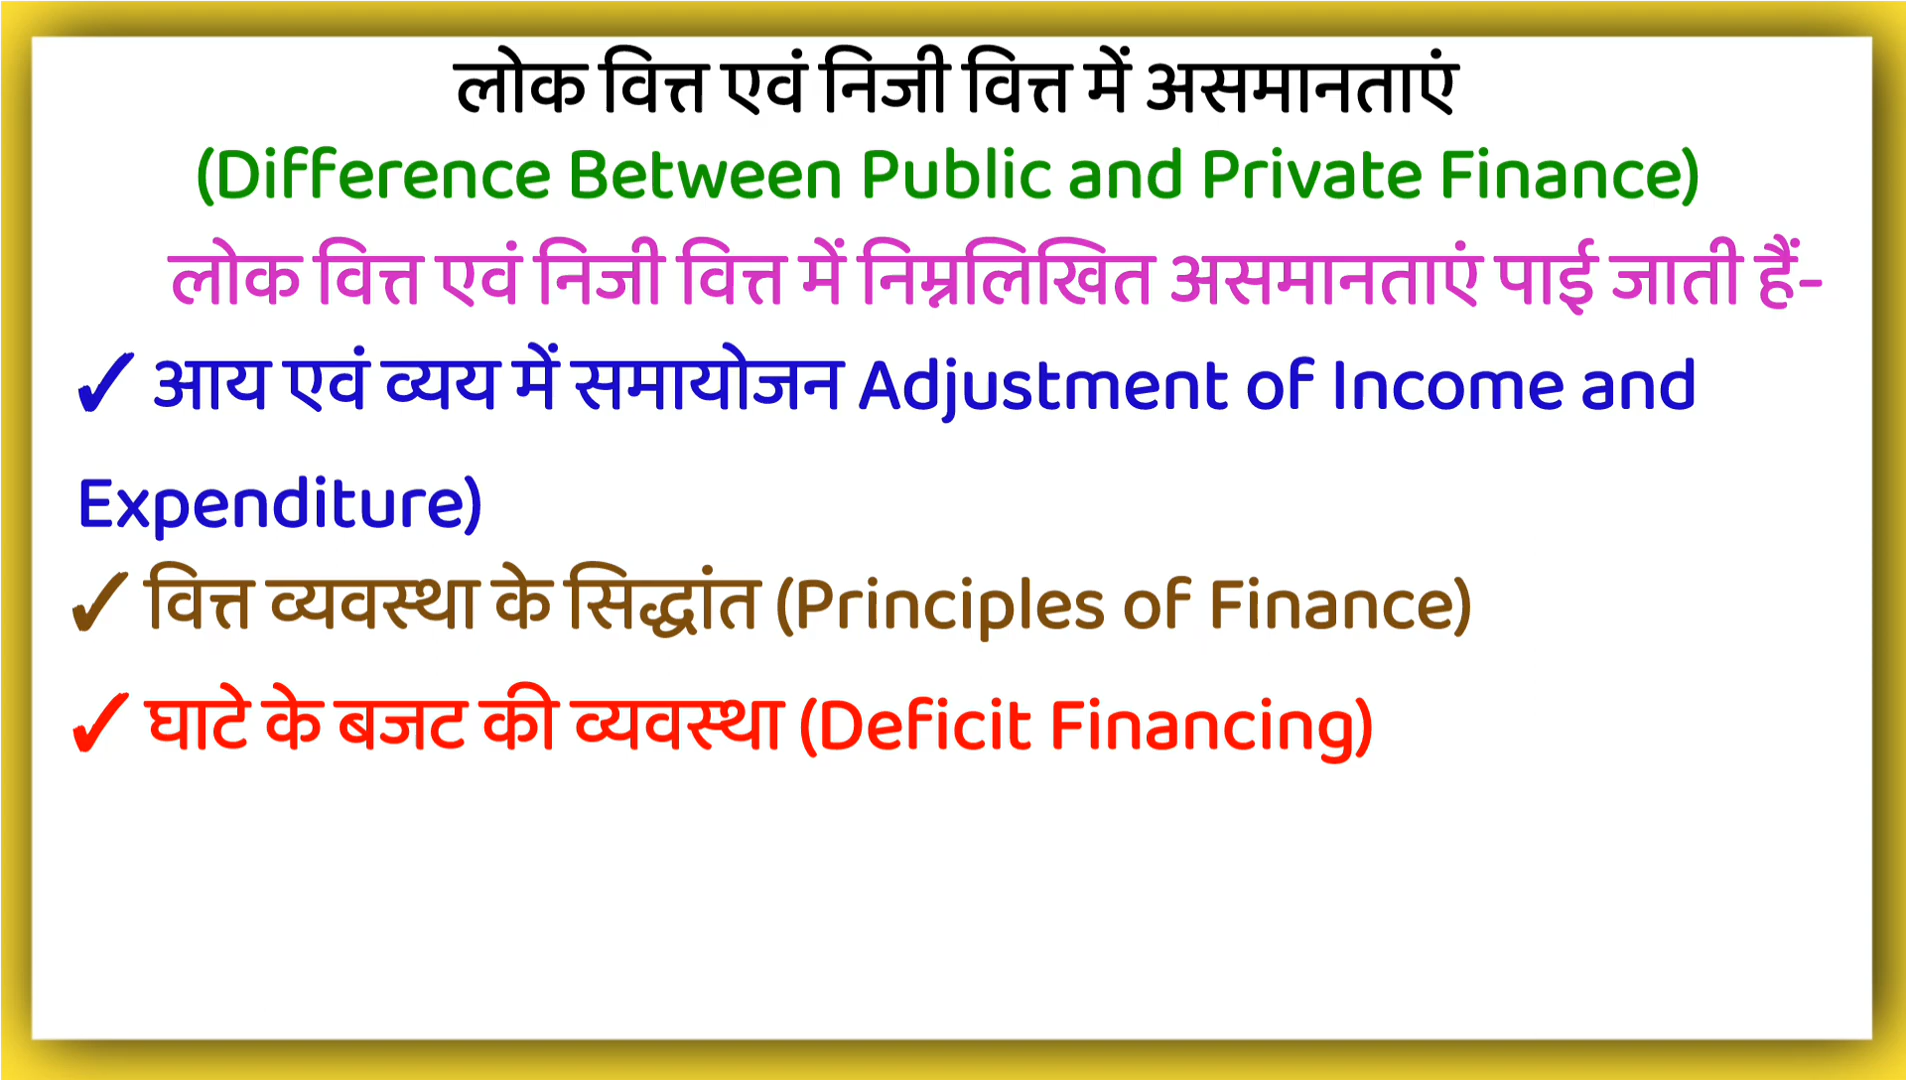 लोक वित्त एवं निजी वित्त में असमानताएं
(Difference Between Public and Private Finance)
लोक वित्त एवं निजी वित्त में निम्नलिखित असमानताएं पाई जाती हैं-
✓ आय एवं व्यय में समायोजन Adjustment of Income and
Expenditure)
✓ वित्त व्यवस्था के सिद्धांत (Principles of Finance)
✓ घाटे के बजट की व्यवस्था (Deficit Financing)